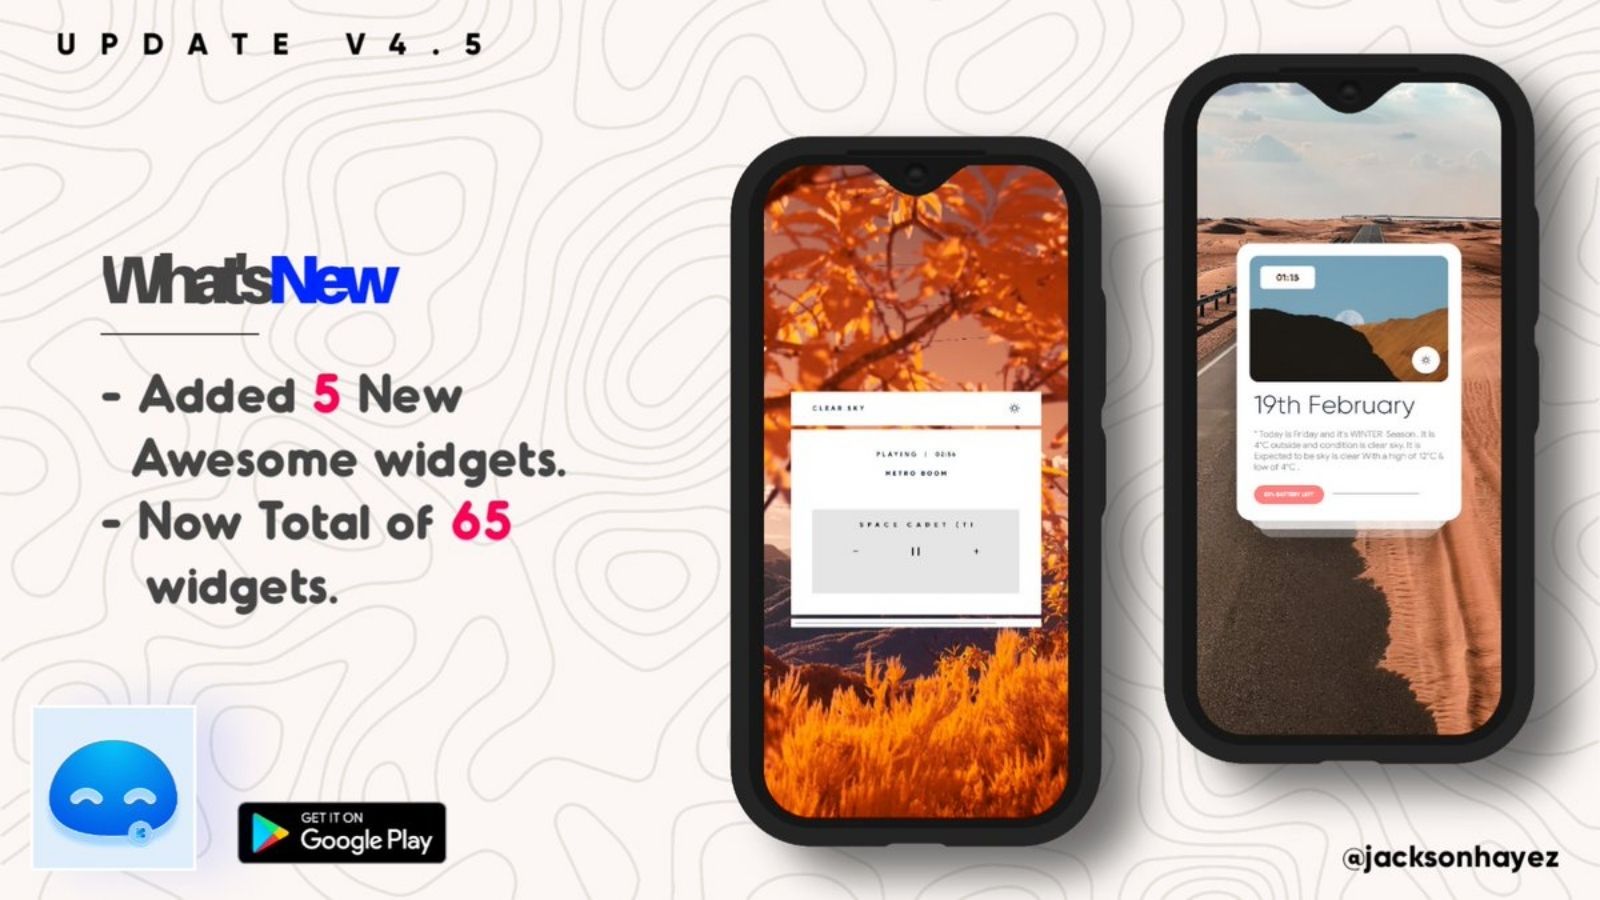 UPDATE V4.5
What'sNew
- Added 5 New
Awesome widgets.
- Now Total of 65
widgets.
GET IT ON
Google Play
CLEAR SKY
PLAYING | 02:56
METRO BOOM
SPACE CADET (TI
- II +
01:15
19th February
" Today is Friday and it's WINTER Season. It is
4°C outside and condition is clear sky. It is
Expected to be sky is clear With a high of 12°C &
low of 4°C .
BATTERY LEFT
@jacksonhayez